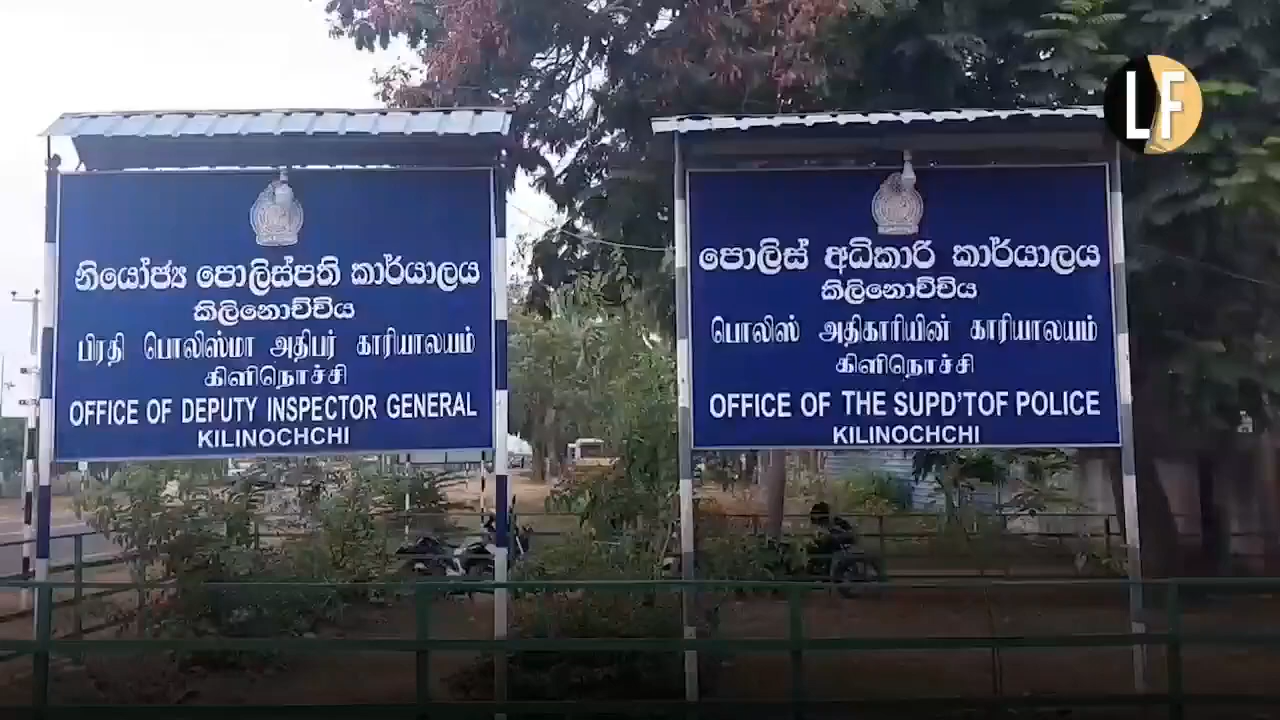 නියෝජ්‍ය පොලිස්පති කාර්යාලය
කිලිනොච්චිය
பிரதி பொலிஸ்மா அதிபர் காரியாலயம்
கிளிநொச்சி
OFFICE OF DEPUTY INSPECTOR GENERAL
KILINOCHCHI
පොලිස් අධිකාරි කාර්යාලය
කිලිනොච්චිය
பொலிஸ் அதிகாரியின் காரியாலயம்
கிளிநொச்சி
OFFICE OF THE SUPD'TOF POLICE
KILINOCHCHI
LF